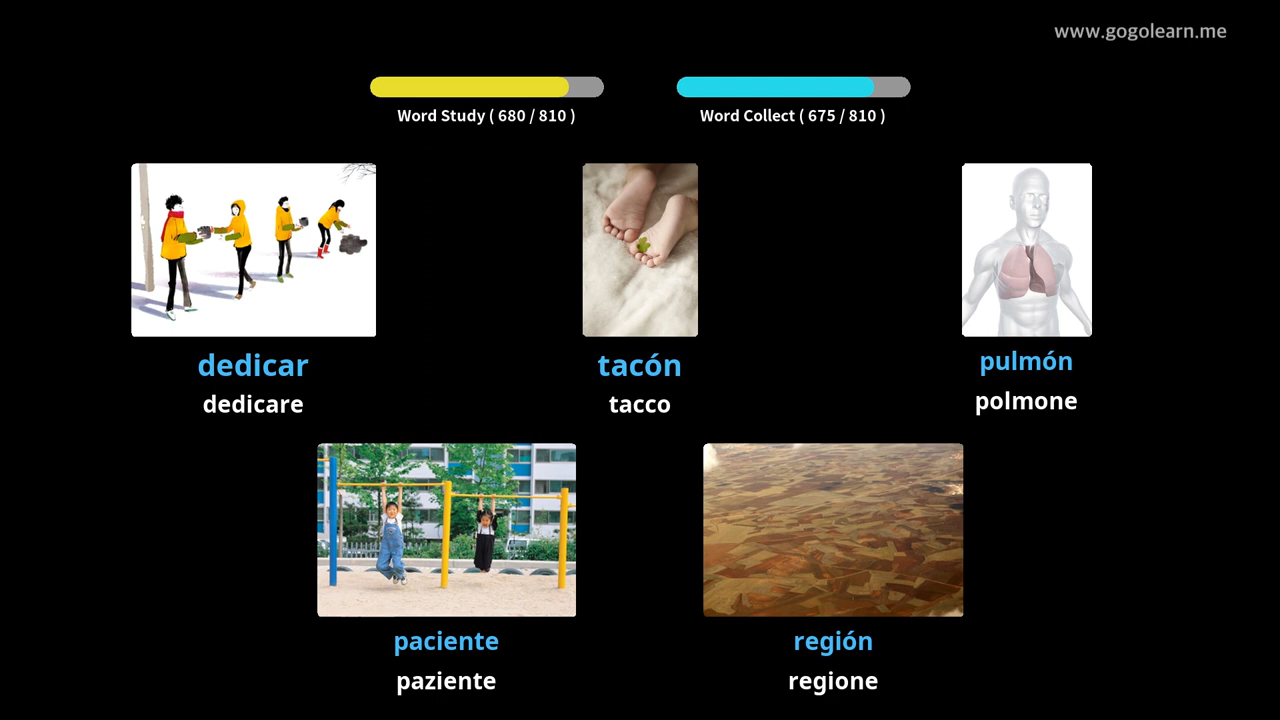 www.gogolearn.me
Word Study ( 680 / 810 )
Word Collect ( 675 / 810 )
dedicar
dedicare
tacón
tacco
pulmón
polmone
paciente
paziente
región
regione